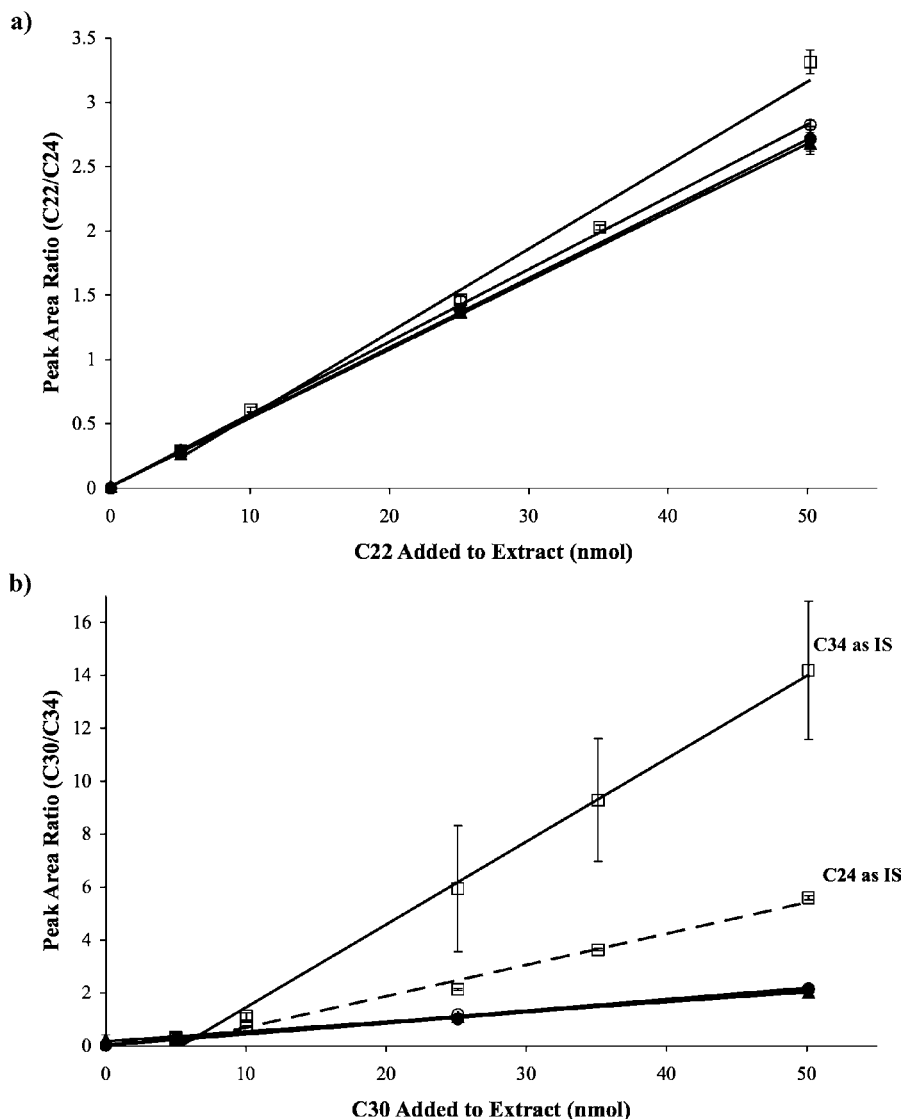 a)
3.5
3
2.5
2
1.5
1
0.5
0
Peak Area Ratio (C22/C24)
0 10 20 30 40 50
C22 Added to Extract (nmol)
b)
16
14
12
10
8
6
4
2
0
Peak Area Ratio (C30/C34)
C34 as IS
C24 as IS
0 10 20 30 40 50
C30 Added to Extract (nmol)